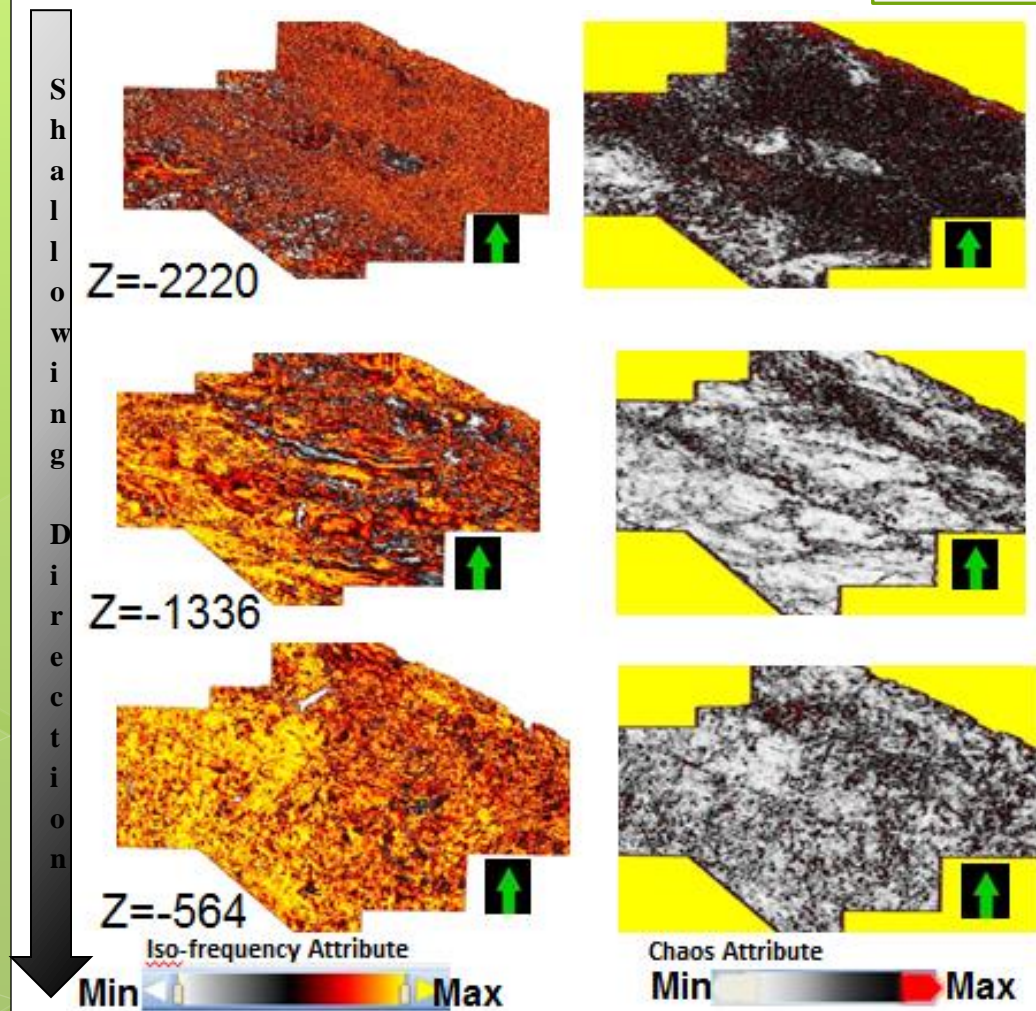 Shallowing Direction
Z=-2220
Z=-1336
Z=-564
Iso-frequency Attribute
Min Max
Chaos Attribute
Min Max